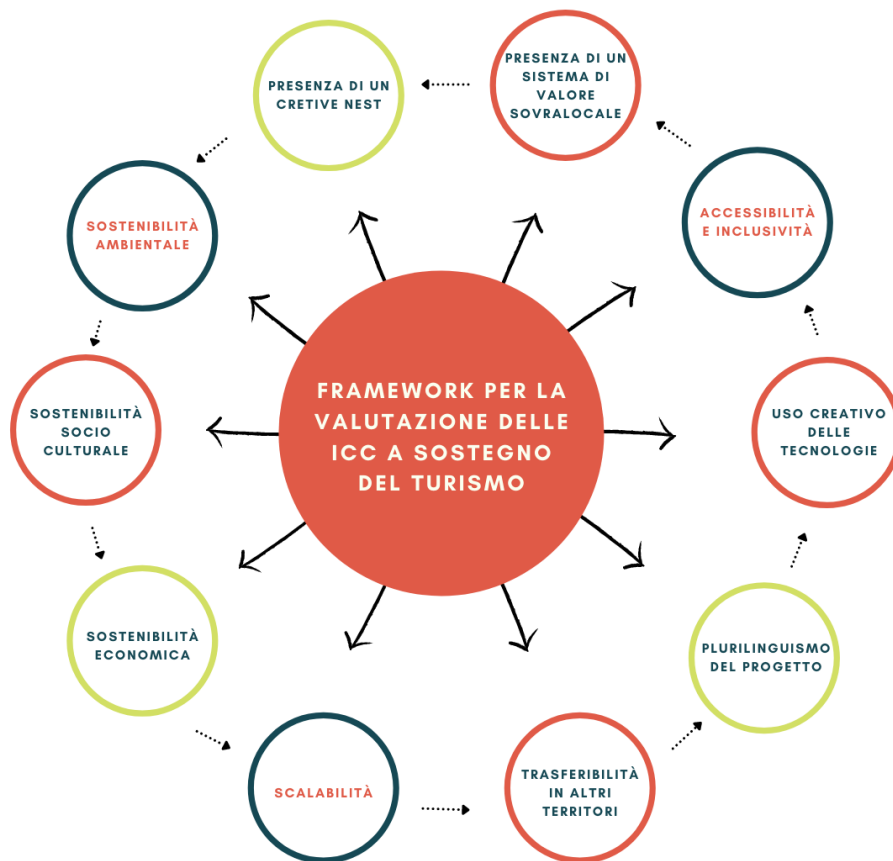 PRESENZA DI UN
SISTEMA DI
VALORE
SOVRALOCALE
PRESENZA DI UN
CRETIVE NEST
SOSTENIBILITÀ
AMBIENTALE
SOSTENIBILITÀ
SOCIO
CULTURALE
SOSTENIBILITÀ
ECONOMICA
SCALABILITÀ
TRASFERIBILITÀ
IN ALTRI
TERRITORI
PLURILINGUISMO
DEL PROGETTO
USO CREATIVO
DELLE
TECNOLOGIE
ACCESSIBILITÀ
E INCLUSIVITÀ
FRAMEWORK PER LA
VALUTAZIONE DELLE
ICC A SOSTEGNO
DEL TURISMO